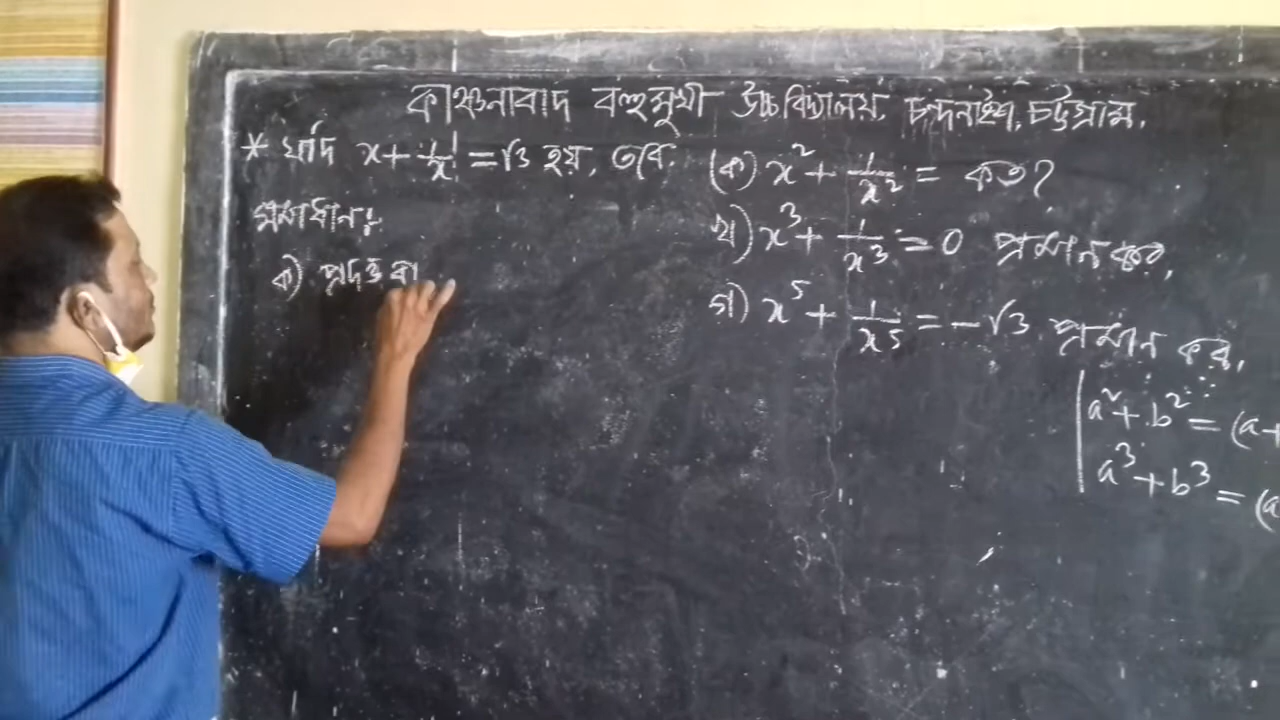 কাঞ্চনাবাদ বহুমুখী উচ্চ বিদ্যালয়, চন্দনাইশ, চট্টগ্রাম,
* যদি x + 1/x = √3 হয়, তবে:
(ক) x² + 1/x² = কত?
খ) x³ + 1/x³ = 0 প্রমান কর,
গ) x⁵ + 1/x⁵ = - √3 প্রমান কর,
সমাধান:
ক) প্রদত্ত রা
a² + b² = (a+
a³ + b³ = (a